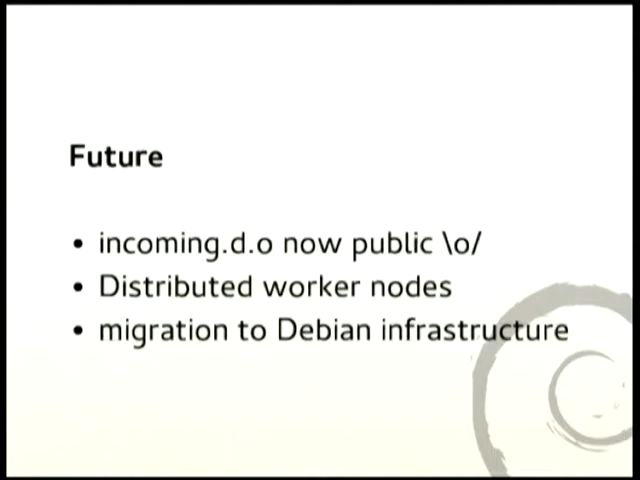 Future
• incoming.d.o now public \o/
• Distributed worker nodes
• migration to Debian infrastructure